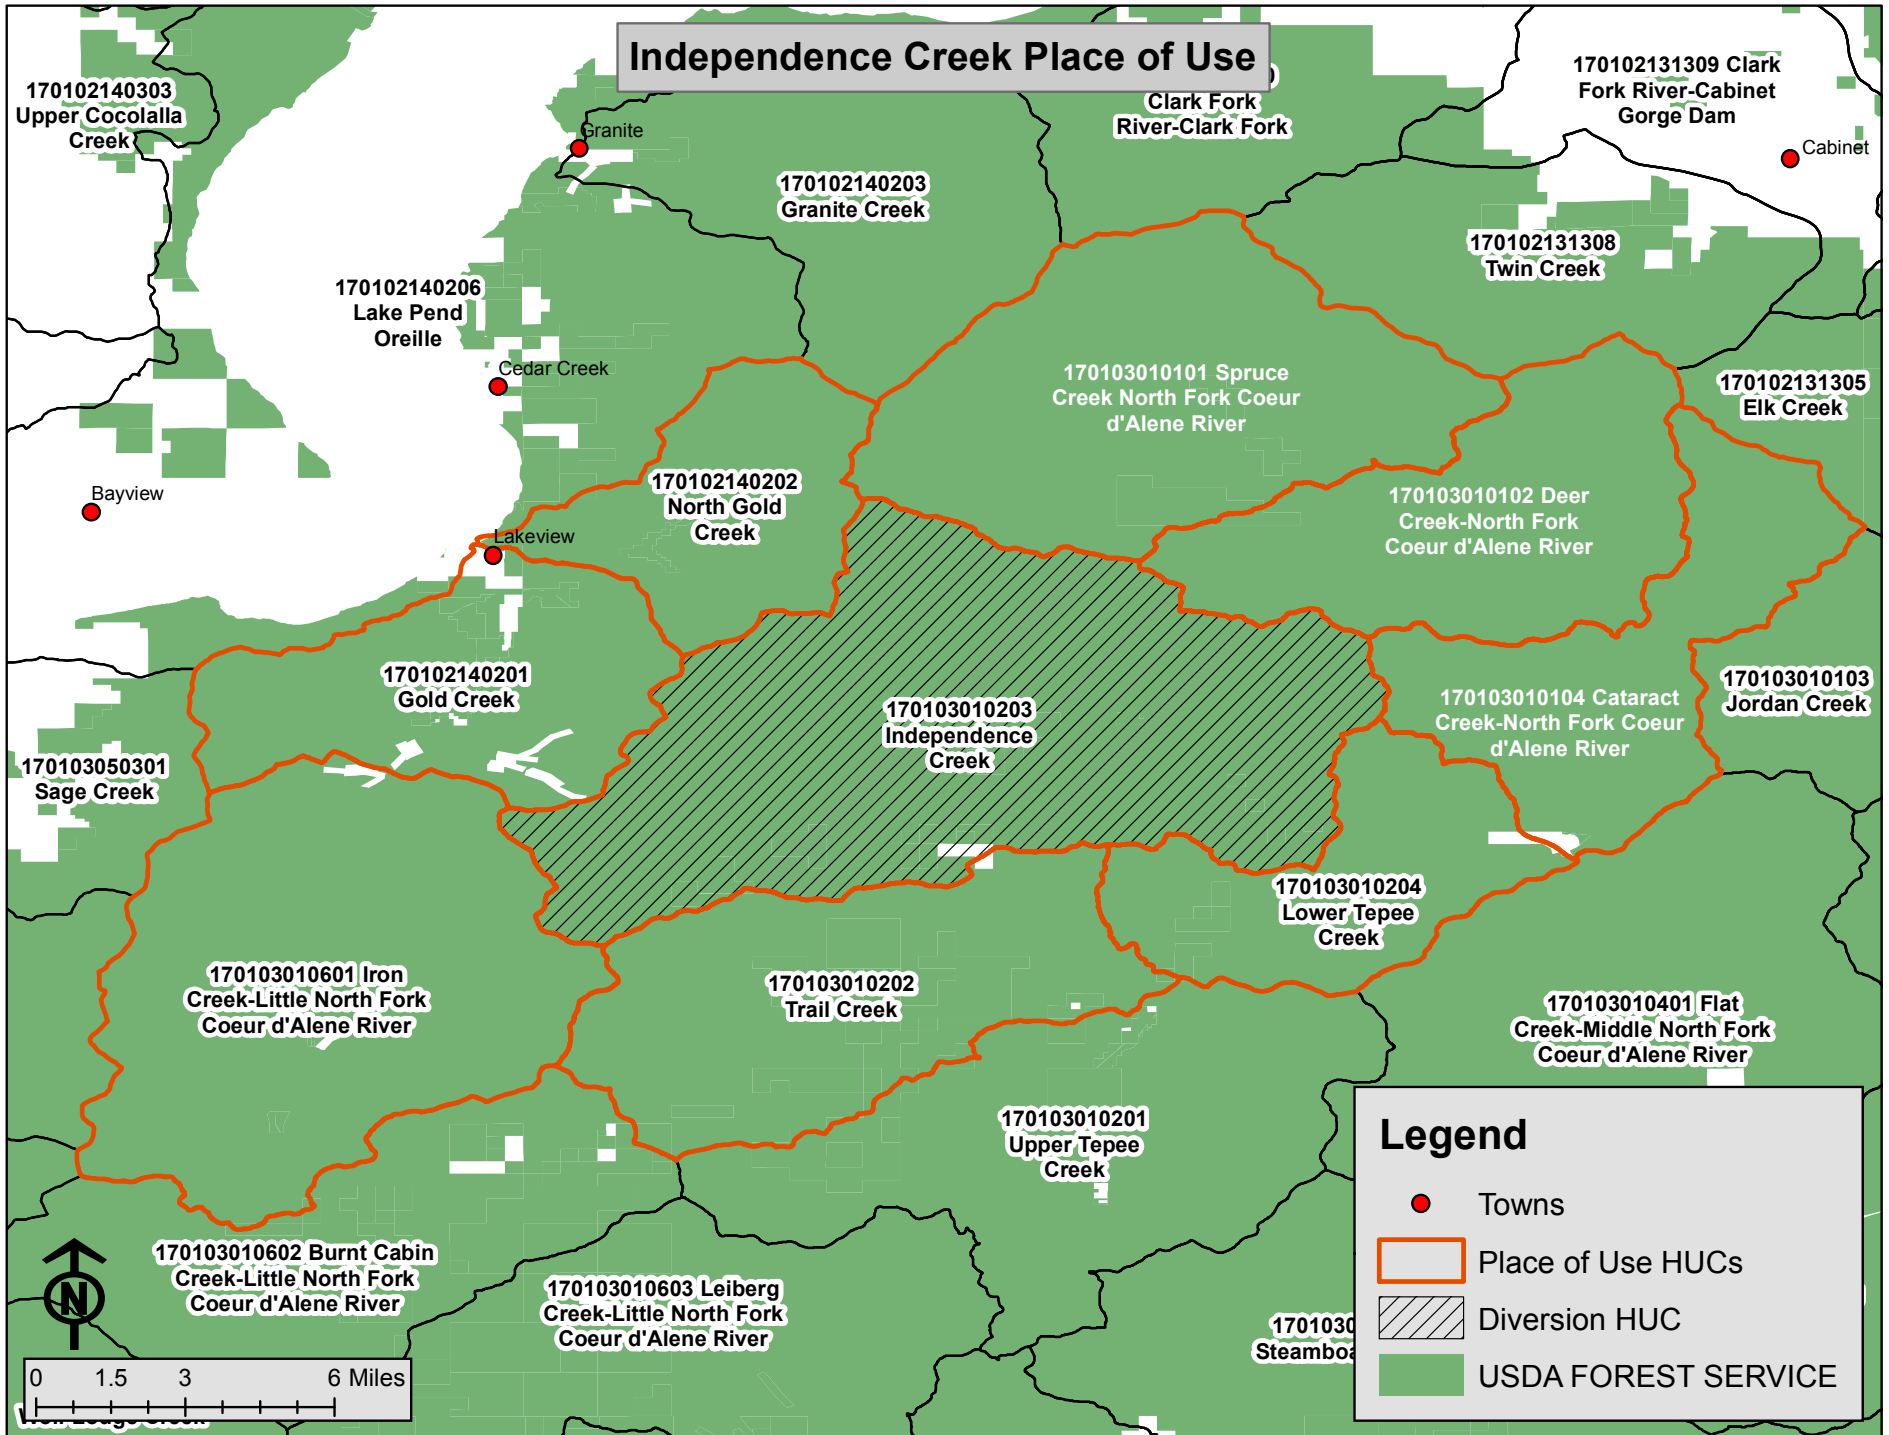 Independence Creek Place of Use
170102140303
Upper Cocolalla
Creek
Granite
Clark Fork
River-Clark Fork
170102131309 Clark
Fork River-Cabinet
Gorge Dam
Cabinet
170102140203
Granite Creek
170102131308
Twin Creek
170102140206
Lake Pend
Oreille
Cedar Creek
170103010101 Spruce
Creek North Fork Coeur
d'Alene River
170102131305
Elk Creek
Bayview
170102140202
North Gold
Creek
170103010102 Deer
Creek-North Fork
Coeur d'Alene River
Lakeview
170102140201
Gold Creek
170103010203
Independence
Creek
170103010104 Cataract
Creek-North Fork Coeur
d'Alene River
170103010103
Jordan Creek
170103050301
Sage Creek
170103010204
Lower Tepee
Creek
170103010601 Iron
Creek-Little North Fork
Coeur d'Alene River
170103010202
Trail Creek
170103010401 Flat
Creek-Middle North Fork
Coeur d'Alene River
170103010201
Upper Tepee
Creek
170103010602 Burnt Cabin
Creek-Little North Fork
Coeur d'Alene River
170103010603 Leiberg
Creek-Little North Fork
Coeur d'Alene River
1701030
Steamboa
N
0 1.5 3 6 Miles
Legend
Towns
Place of Use HUCs
Diversion HUC
USDA FOREST SERVICE